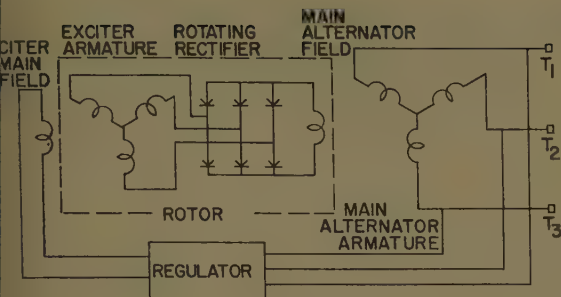 EXCITER
ARMATURE
ROTATING
RECTIFIER
MAIN
ALTERNATOR
FIELD
CITER
MAIN
FIELD
T1
T2
T3
ROTOR
MAIN
ALTERNATOR
ARMATURE
REGULATOR